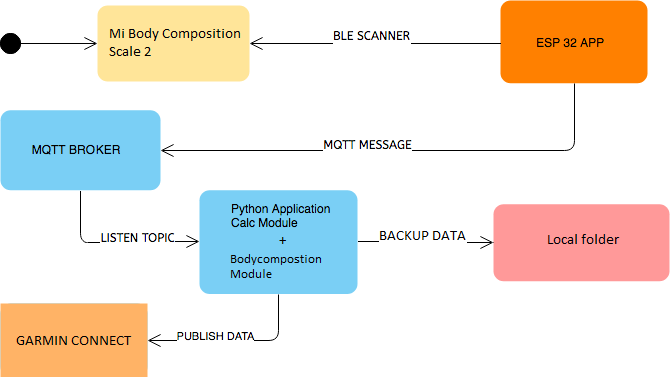 Mi Body Composition
Scale 2
BLE SCANNER
ESP 32 APP
MQTT BROKER
MQTT MESSAGE
LISTEN TOPIC
Python Application
Calc Module
+
Bodycompostion
Module
BACKUP DATA
Local folder
GARMIN CONNECT
PUBLISH DATA